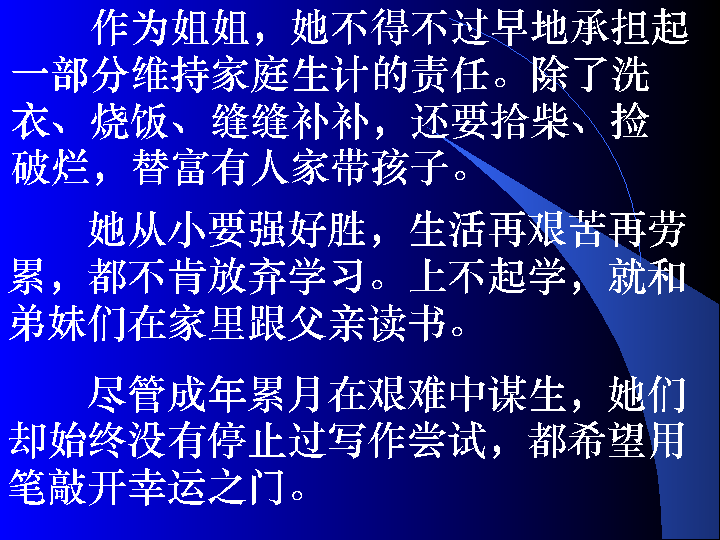 作为姐姐，她不得不过早地承担起
一部分维持家庭生计的责任。除了洗
衣、烧饭、缝缝补补，还要拾柴、捡
破烂，替富有人家带孩子。
她从小要强好胜，生活再艰苦再劳
累，都不肯放弃学习。上不起学，就和
弟妹们在家里跟父亲读书。
尽管成年累月在艰难中谋生，她们
却始终没有停止过写作尝试，都希望用
笔敲开幸运之门。